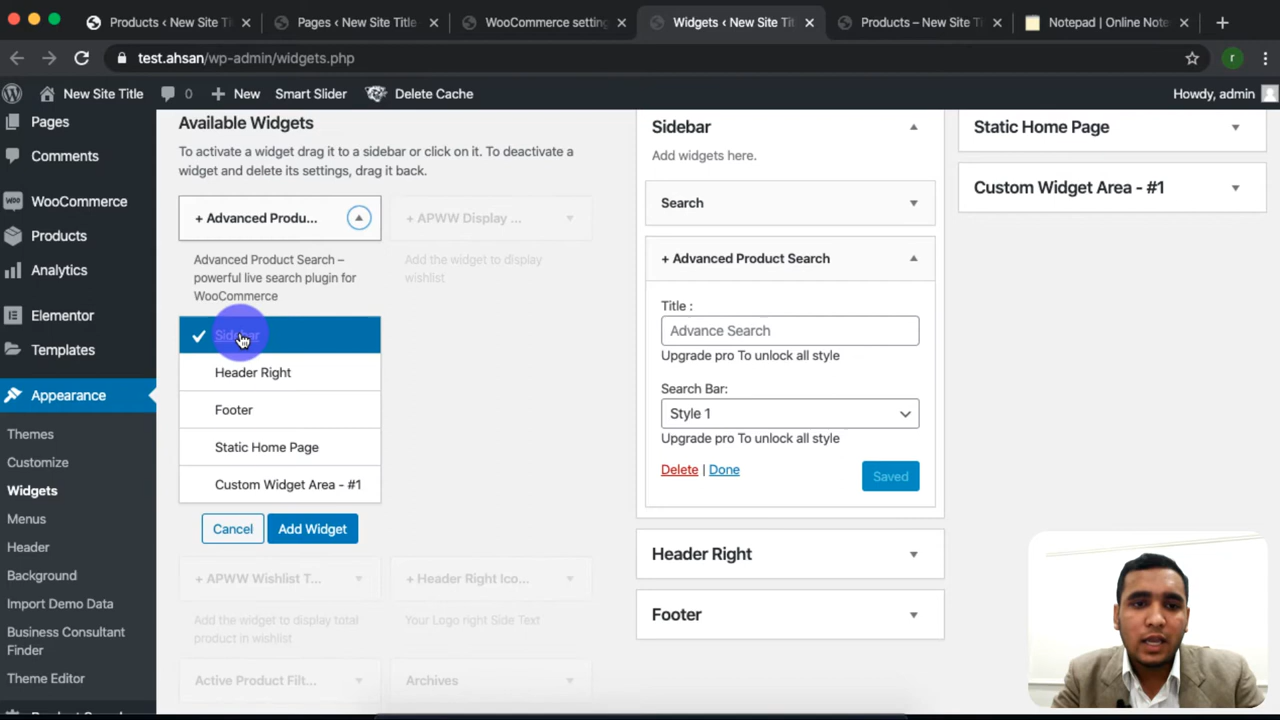 Products ‹ New Site Title
Pages ‹ New Site Title
WooCommerce settin
Widgets ‹ New Site Tit
Products – New Site Ti
Notepad | Online Note
test.ahsan/wp-admin/widgets.php
r
New Site Title
0
New
Smart Slider
Delete Cache
Howdy, admin
Pages
Comments
WooCommerce
Products
Analytics
Elementor
Templates
Appearance
Themes
Customize
Widgets
Menus
Header
Background
Import Demo Data
Business Consultant
Finder
Theme Editor
Available Widgets
To activate a widget drag it to a sidebar or click on it. To deactivate a
widget and delete its settings, drag it back.
+ Advanced Produ...
Advanced Product Search –
powerful live search plugin for
WooCommerce
+ APWW Display ...
Add the widget to display
wishlist
Sidebar
Header Right
Footer
Static Home Page
Custom Widget Area - #1
Cancel
Add Widget
+ APWW Wishlist T...
Add the widget to display total
product in wishlist
+ Header Right Ico...
Your Logo right Side Text
Active Product Filt...
Archives
Sidebar
Add widgets here.
Search
+ Advanced Product Search
Title :
Advance Search
Upgrade pro To unlock all style
Search Bar:
Style 1
Upgrade pro To unlock all style
Delete | Done
Saved
Header Right
Footer
Static Home Page
Custom Widget Area - #1